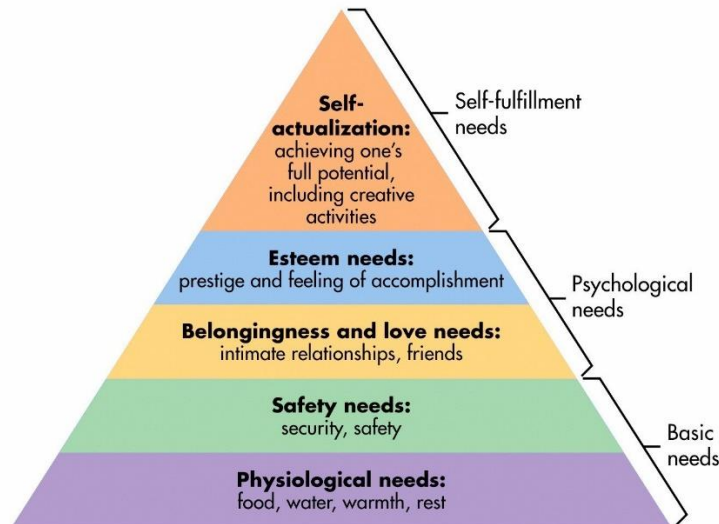 Self-
actualization:
achieving one's
full potential,
including creative
activities
Self-fulfillment
needs
Esteem needs:
prestige and feeling of accomplishment
Psychological
needs
Belongingness and love needs:
intimate relationships, friends
Safety needs:
security, safety
Basic
needs
Physiological needs:
food, water, warmth, rest